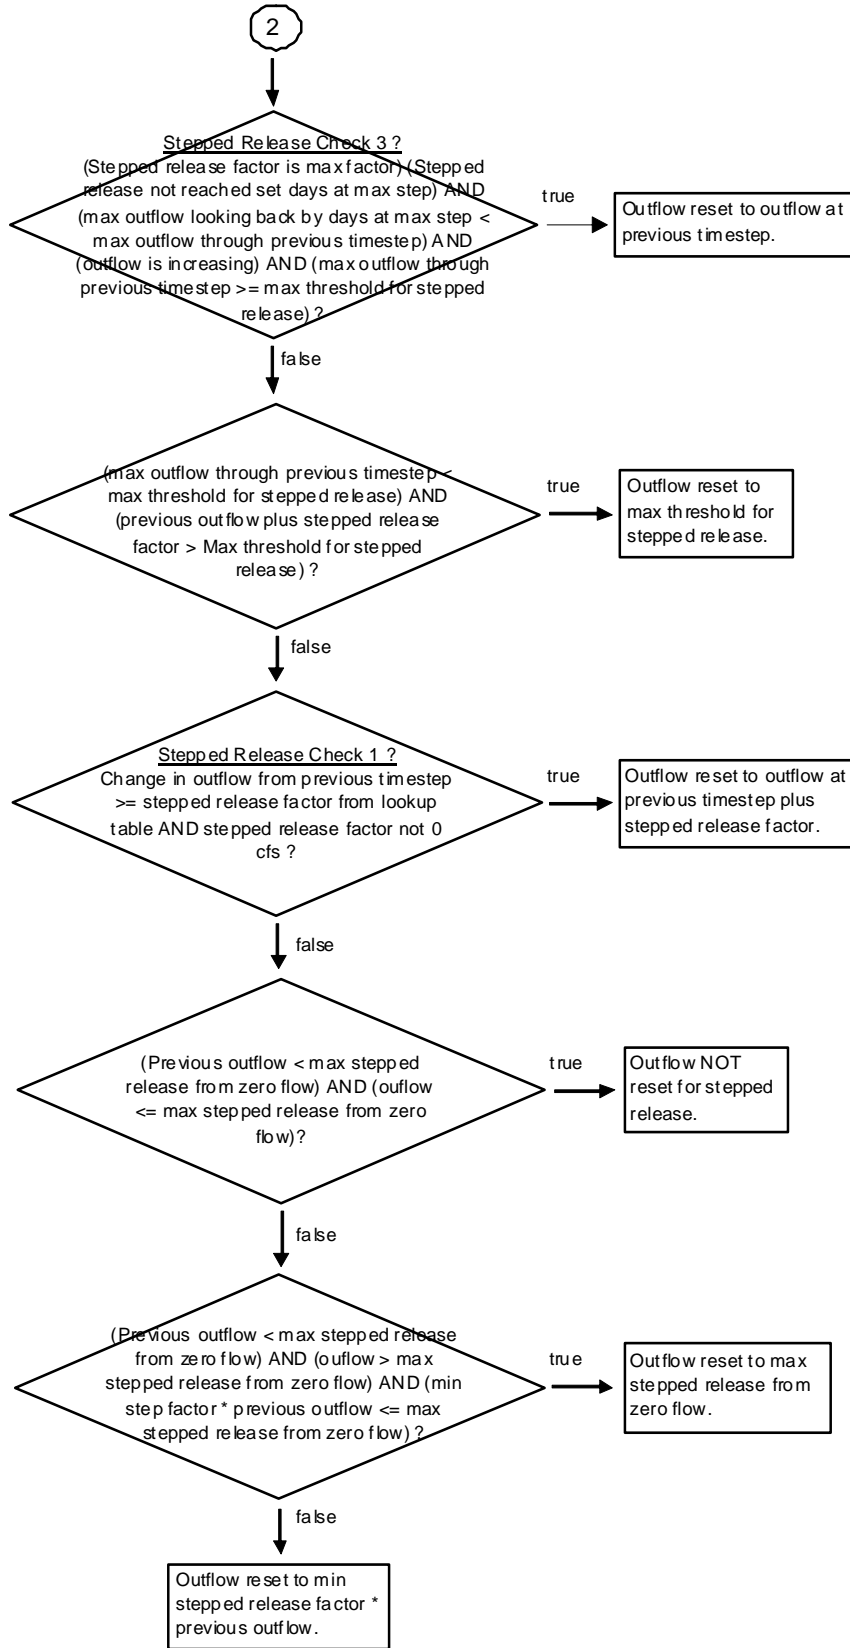 2
Stepped Release Check 3 ?
(Stepped release factor is max factor) (Stepped
release not reached set days at max step) AND
(max outflow looking back by days at max step <
max outflow through previous timestep) AND
(outflow is increasing) AND (max outflow through
previous timestep >= max threshold for stepped
release) ?
true
Outflow reset to outflow at
previous timestep.
false
(max outflow through previous timestep <
max threshold for stepped release) AND
(previous outflow plus stepped release
factor > Max threshold for stepped
release) ?
true
Outflow reset to
max threshold for
stepped release.
false
Stepped Release Check 1 ?
Change in outflow from previous timestep
>= stepped release factor from lookup
table AND stepped release factor not 0
cfs ?
true
Outflow reset to outflow at
previous timestep plus
stepped release factor.
false
(Previous outflow < max stepped
release from zero flow) AND (ouflow
<= max stepped release from zero
flow)?
true
Outflow NOT
reset for stepped
release.
false
(Previous outflow < max stepped release
from zero flow) AND (ouflow > max
stepped release from zero flow) AND (min
step factor * previous outflow <= max
stepped release from zero flow) ?
true
Outflow reset to max
stepped release from
zero flow.
false
Outflow reset to min
stepped release factor *
previous outflow.